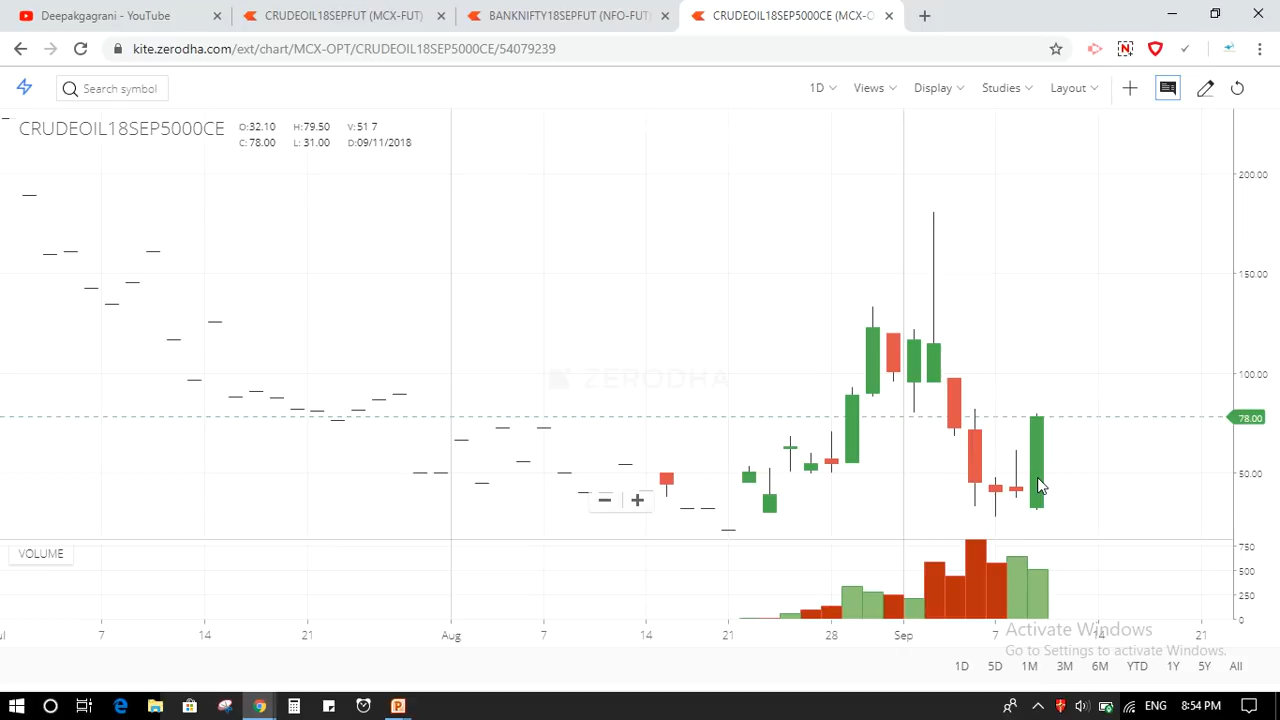 Deepakgagrani - YouTube
CRUDEOIL18SEPFUT (MCX-FUT)
BANKNIFTY18SEPFUT (NFO-FUT)
CRUDEOIL18SEP5000CE (MCX-O
kite.zerodha.com/ext/chart/MCX-OPT/CRUDEOIL18SEP5000CE/54079239
Search symbol
1D Views Display Studies Layout
CRUDEOIL18SEP5000CE
O:32.10 H:79.50 V:51 7
C:78.00 L:31.00 D:09/11/2018
200.00
150.00
100.00
78.00
50.00
ZERODHA
VOLUME
750
500
250
0
7 14 21 Aug 7 14 21 28 Sep 7 14 21
Activate Windows
Go to Settings to activate Windows.
1D 5D 1M 3M 6M YTD 1Y 5Y All
ENG 8:54 PM